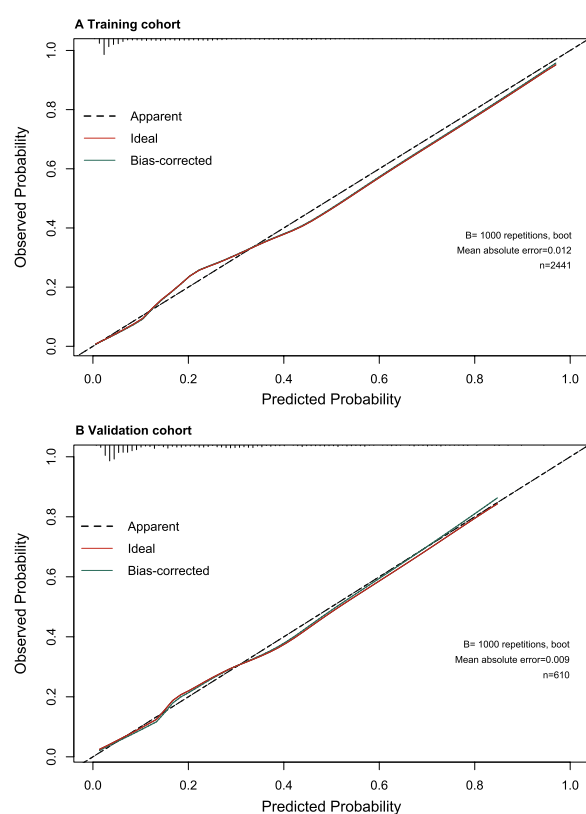 A Training cohort
1.0
0.8
0.6
0.4
0.2
0.0
Observed Probability
Apparent
Ideal
Bias-corrected
B= 1000 repetitions, boot
Mean absolute error=0.012
n=2441
0.0 0.2 0.4 0.6 0.8 1.0
Predicted Probability
B Validation cohort
1.0
0.8
0.6
0.4
0.2
0.0
Observed Probability
Apparent
Ideal
Bias-corrected
B= 1000 repetitions, boot
Mean absolute error=0.009
n=610
0.0 0.2 0.4 0.6 0.8 1.0
Predicted Probability